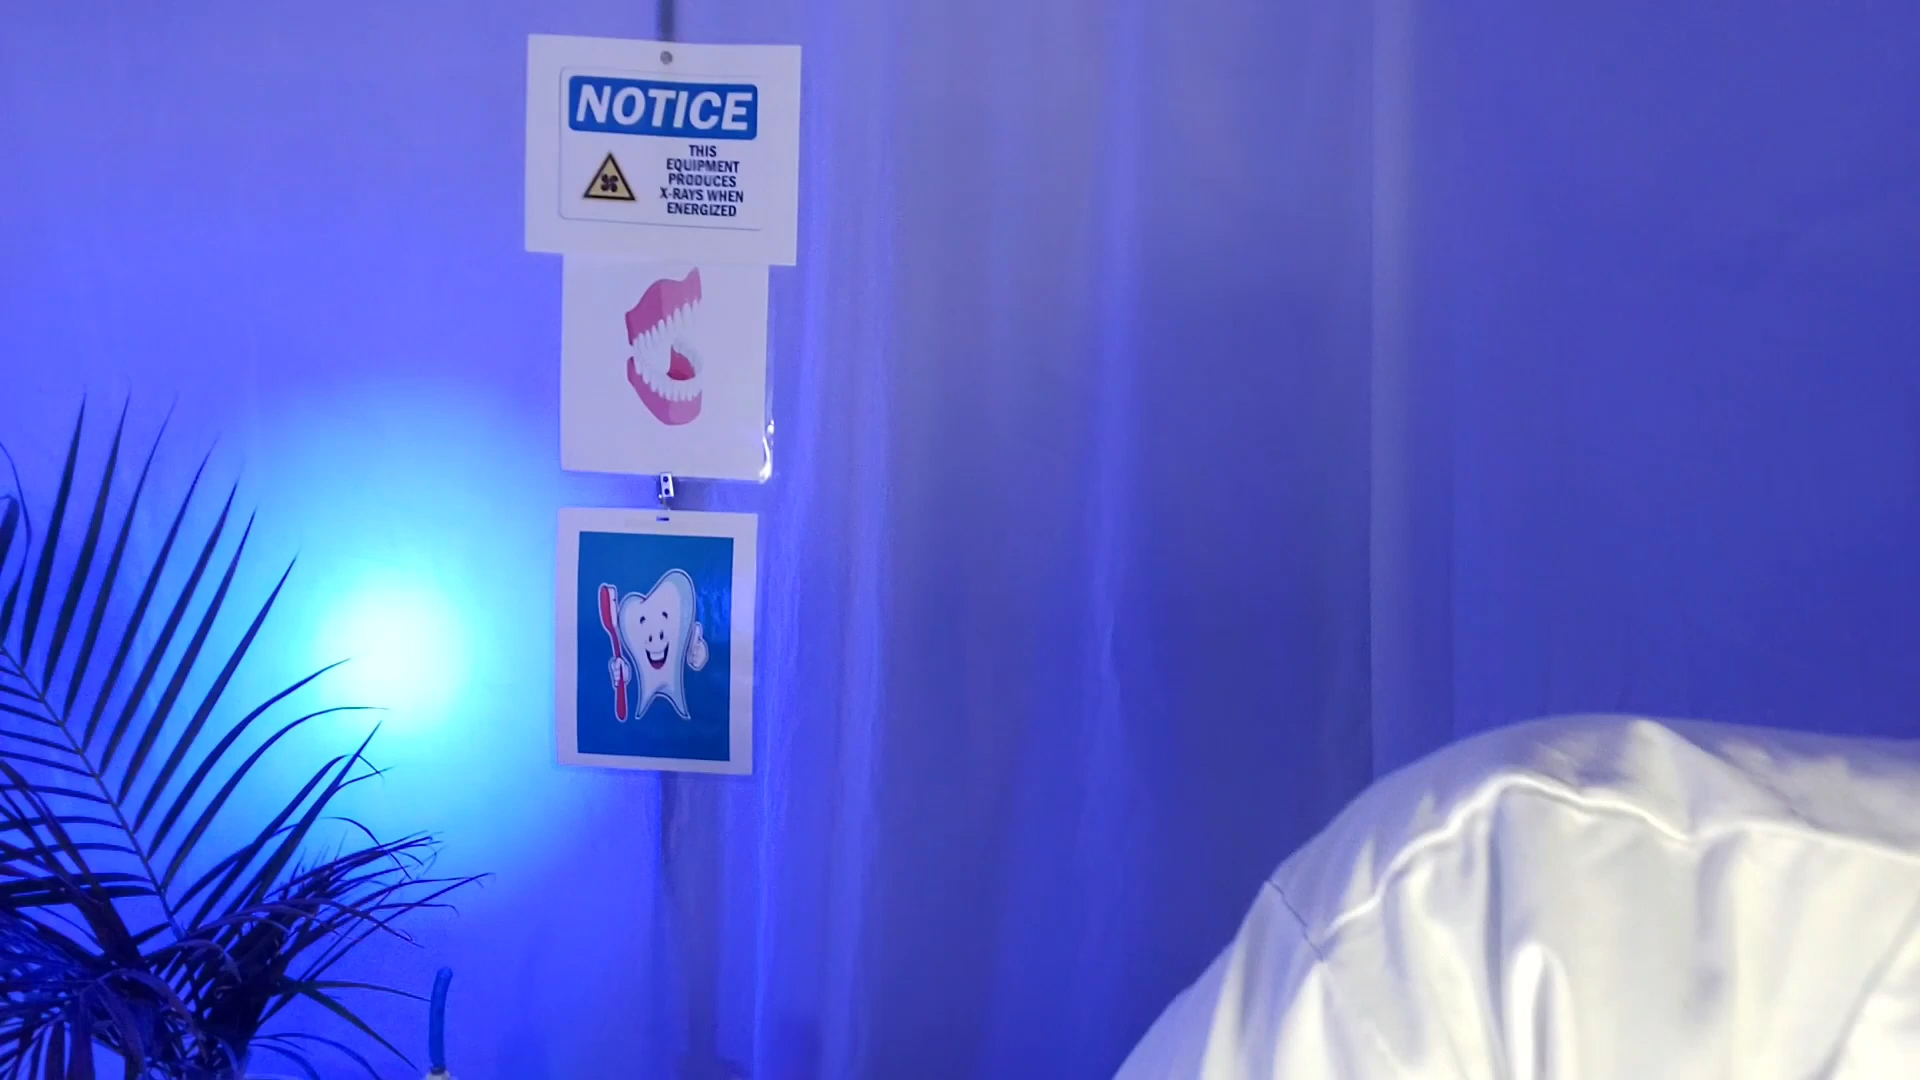 NOTICE
THIS
EQUIPMENT
PRODUCES
X-RAYS WHEN
ENERGIZED